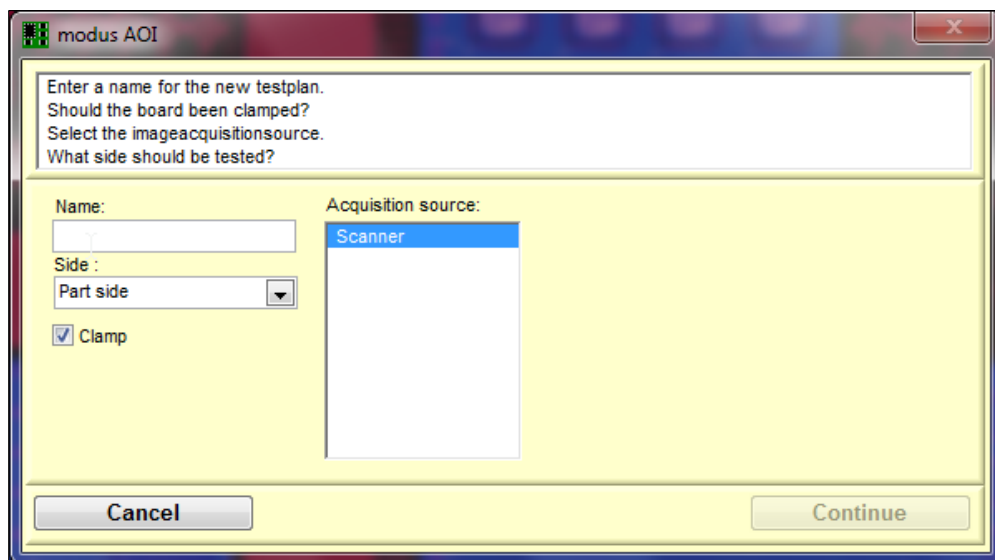 modus AOI
Enter a name for the new testplan.
Should the board been clamped?
Select the imageacquisitionsource.
What side should be tested?
Name:
Acquisition source:
Scanner
Side :
Part side
Clamp
Cancel
Continue